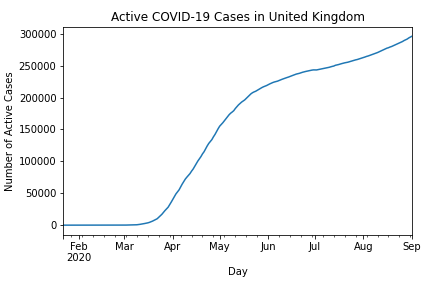 Active COVID-19 Cases in United Kingdom
Number of Active Cases
300000
250000
200000
150000
100000
50000
0
Feb Mar Apr May Jun Jul Aug Sep
2020
Day